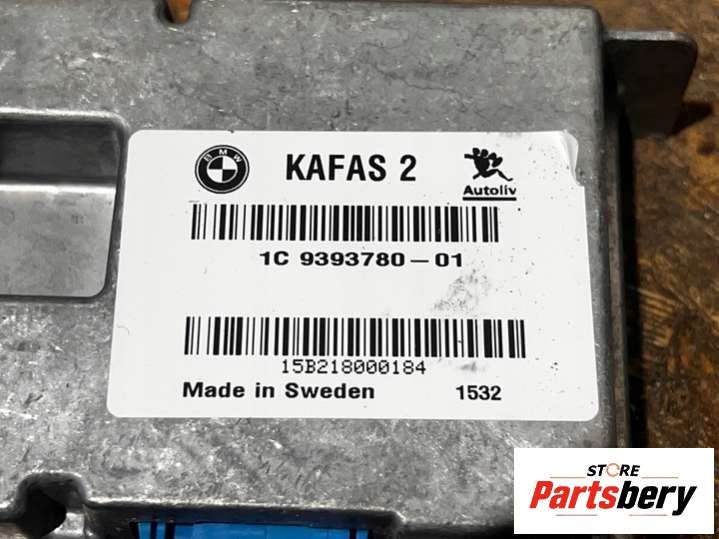 BMW
KAFAS 2
Autoliv
1C 9393780-01
15B218000184
Made in Sweden 1532
STORE
Partsbery